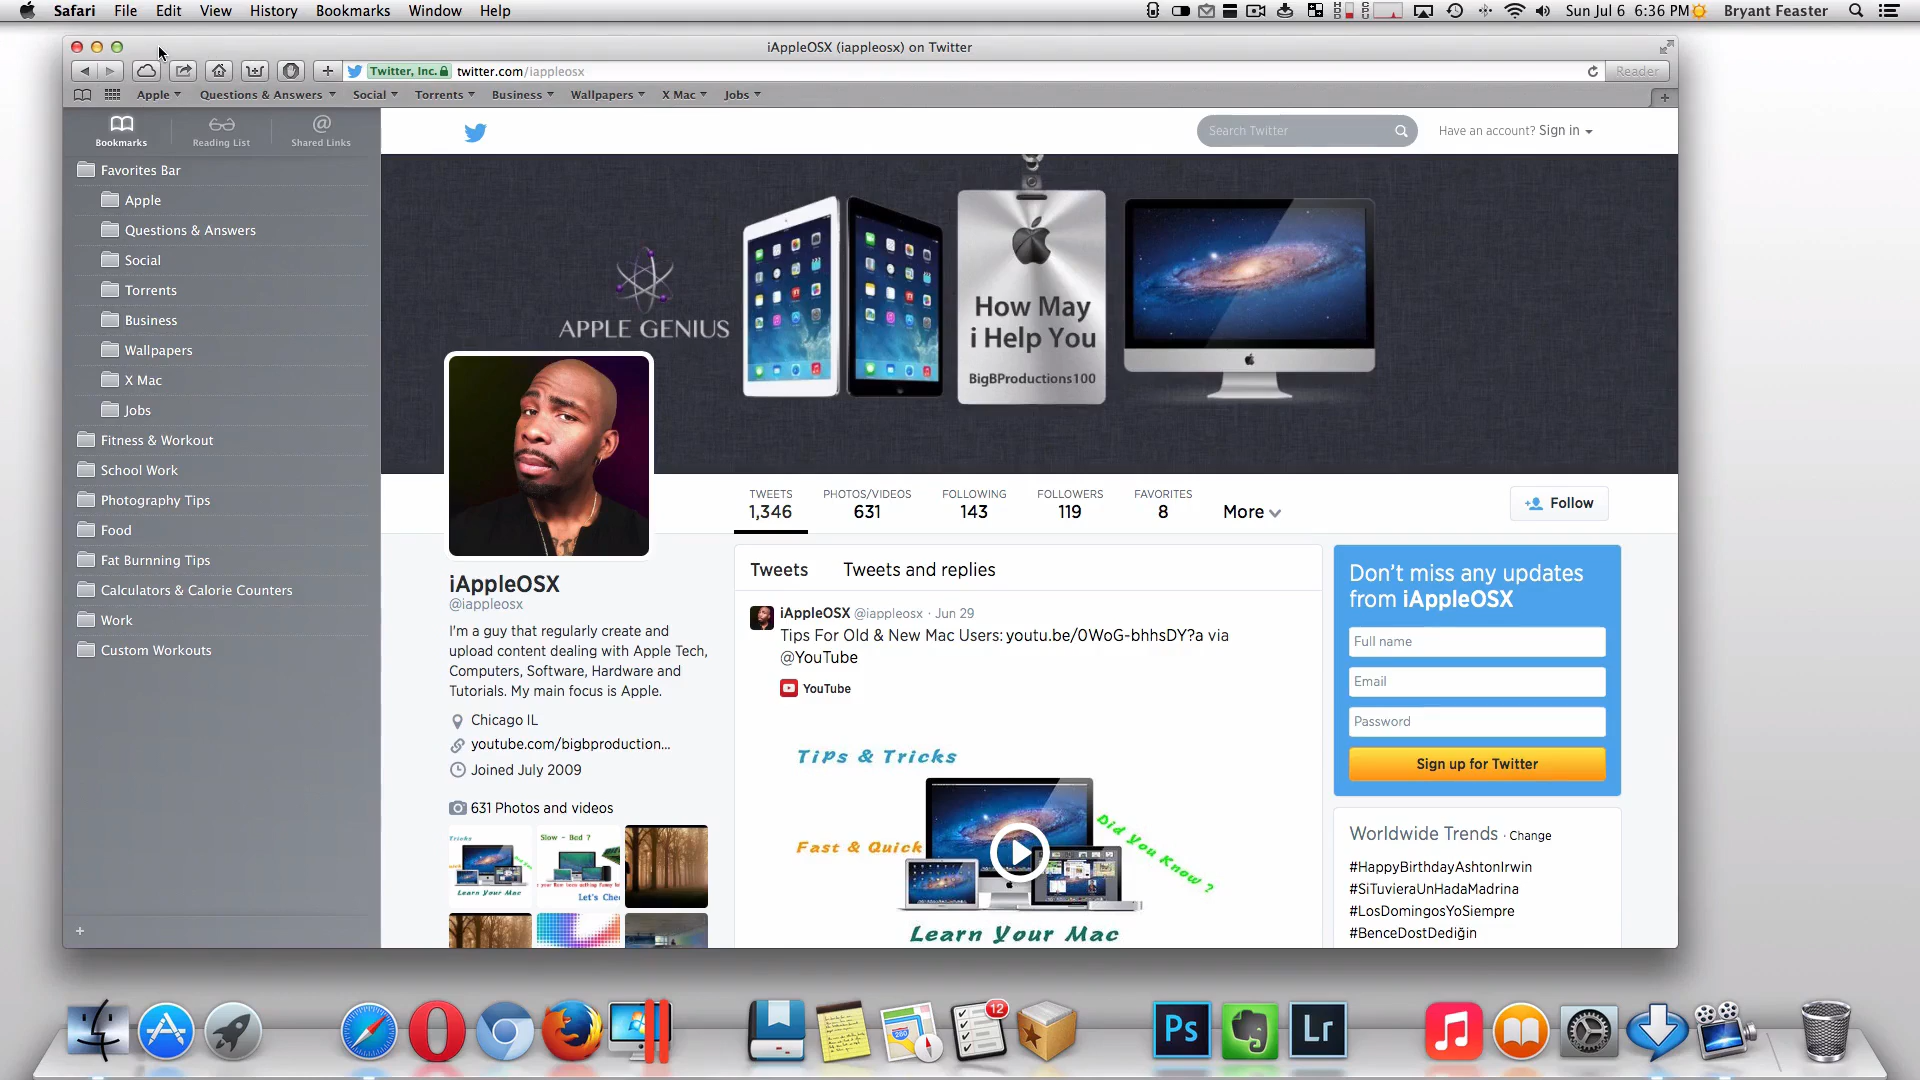 Safari File Edit View History Bookmarks Window Help
Sun Jul 6 6:36 PM Bryant Feaster
iAppleOSX (iappleosx) on Twitter
Twitter, Inc. twitter.com/iappleosx
Reader
Apple Questions & Answers Social Torrents Business Wallpapers X Mac Jobs
Bookmarks
Reading List
Shared Links
Favorites Bar
Apple
Questions & Answers
Social
Torrents
Business
Wallpapers
X Mac
Jobs
Fitness & Workout
School Work
Photography Tips
Food
Fat Burnning Tips
Calculators & Calorie Counters
Work
Custom Workouts
Search Twitter
Have an account? Sign in
APPLE GENIUS
How May
i Help You
BigBProductions100
TWEETS
1,346
PHOTOS/VIDEOS
631
FOLLOWING
143
FOLLOWERS
119
FAVORITES
8
More
Follow
iAppleOSX
@iappleosx
I'm a guy that regularly create and
upload content dealing with Apple Tech,
Computers, Software, Hardware and
Tutorials. My main focus is Apple.
Chicago IL
youtube.com/bigbproduction...
Joined July 2009
631 Photos and videos
Slow - Bad ?
Learn Your Mac
Tweets
Tweets and replies
iAppleOSX @iappleosx · Jun 29
Tips For Old & New Mac Users: youtu.be/0WoG-bhhsDY?a via
@YouTube
YouTube
Tips & Tricks
Fast & Quick
Did You Know ?
Learn Your Mac
Don't miss any updates
from iAppleOSX
Full name
Email
Password
Sign up for Twitter
Worldwide Trends · Change
#HappyBirthdayAshtonIrwin
#SiTuvieraUnHadaMadrina
#LosDomingosYoSiempre
#BenceDostDediğin
280
12
Ps
Lr